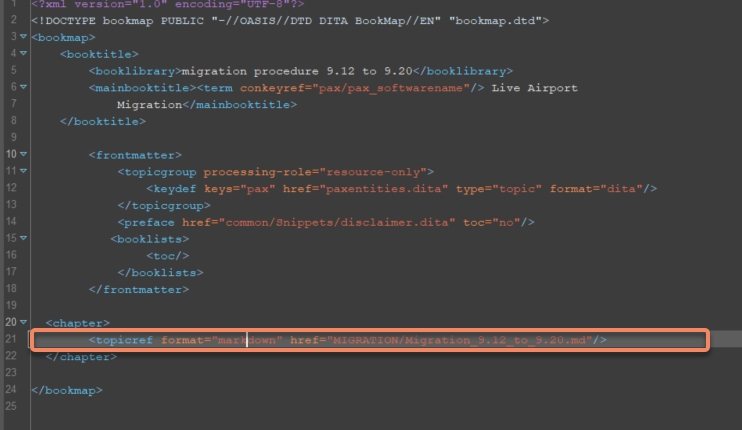 1 <?xml version="1.0" encoding="UTF-8"?>
2 <!DOCTYPE bookmap PUBLIC "-//OASIS//DTD DITA BookMap//EN" "bookmap.dtd">
3 <bookmap>
4 <booktitle>
5 <booklibrary>migration procedure 9.12 to 9.20</booklibrary>
6 <mainbooktitle><term conkeyref="pax/pax_softwarename"/> Live Airport
7 Migration</mainbooktitle>
8 </booktitle>
9
10 <frontmatter>
11 <topicgroup processing-role="resource-only">
12 <keydef keys="pax" href="paxentities.dita" type="topic" format="dita"/>
13 </topicgroup>
14 <preface href="common/Snippets/disclaimer.dita" toc="no"/>
15 <booklists>
16 <toc/>
17 </booklists>
18 </frontmatter>
19
20 <chapter>
21 <topicref format="markdown" href="MIGRATION/Migration_9.12_to_9.20.md"/>
22 </chapter>
23
24 </bookmap>
25